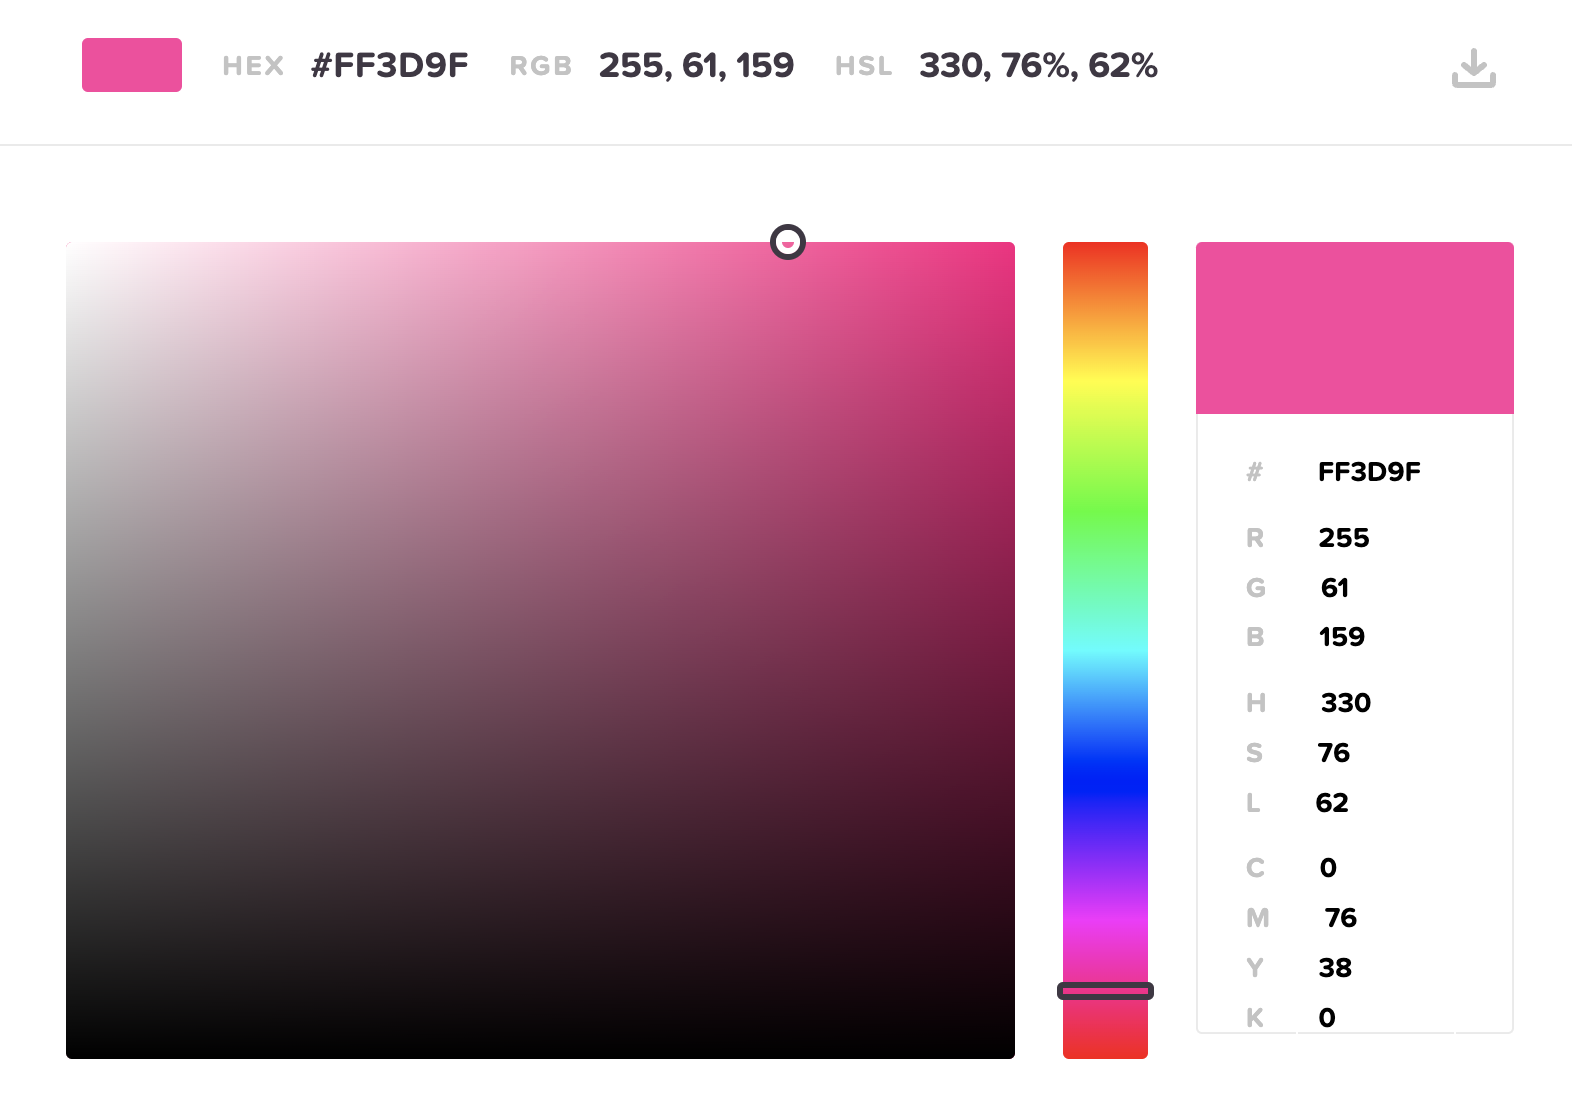 HEX #FF3D9F RGB 255, 61, 159 HSL 330, 76%, 62%
# FF3D9F
R 255
G 61
B 159
H 330
S 76
L 62
C 0
M 76
Y 38
K 0